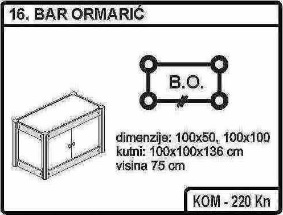 16. BAR ORMARIĆ
B.O.
dimenzije: 100x50, 100x100
kutni: 100x100x136 cm
visina 75 cm
KOM - 220 Kn